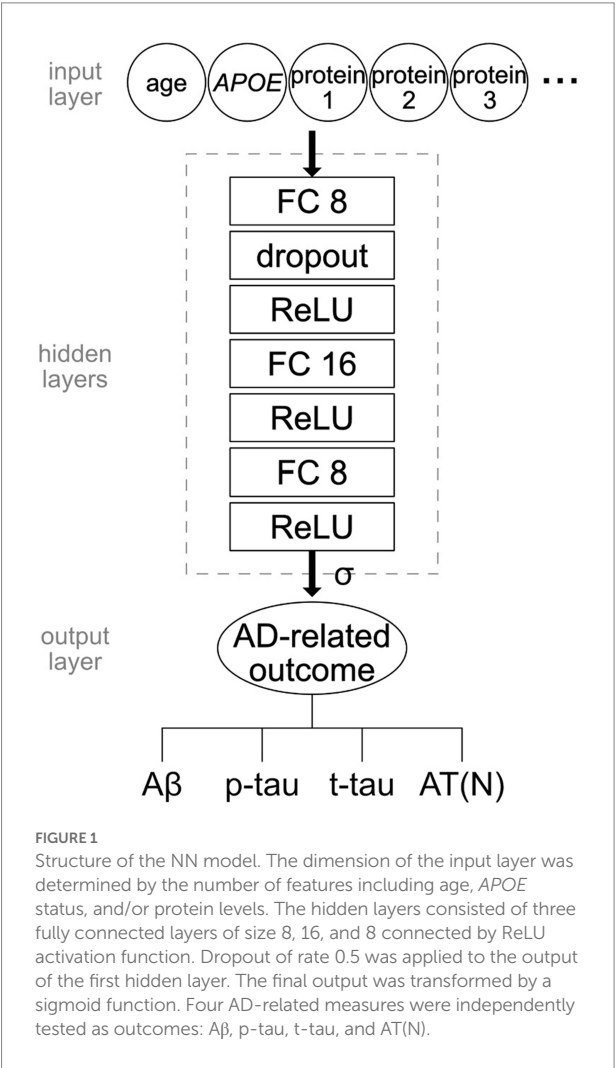 input
layer
age APOE protein 1 protein 2 protein 3 ...
FC 8
dropout
ReLU
hidden
layers
FC 16
ReLU
FC 8
ReLU
σ
output
layer
AD-related
outcome
Aβ p-tau t-tau AT(N)
FIGURE 1
Structure of the NN model. The dimension of the input layer was
determined by the number of features including age, APOE
status, and/or protein levels. The hidden layers consisted of three
fully connected layers of size 8, 16, and 8 connected by ReLU
activation function. Dropout of rate 0.5 was applied to the output
of the first hidden layer. The final output was transformed by a
sigmoid function. Four AD-related measures were independently
tested as outcomes: Aβ, p-tau, t-tau, and AT(N).